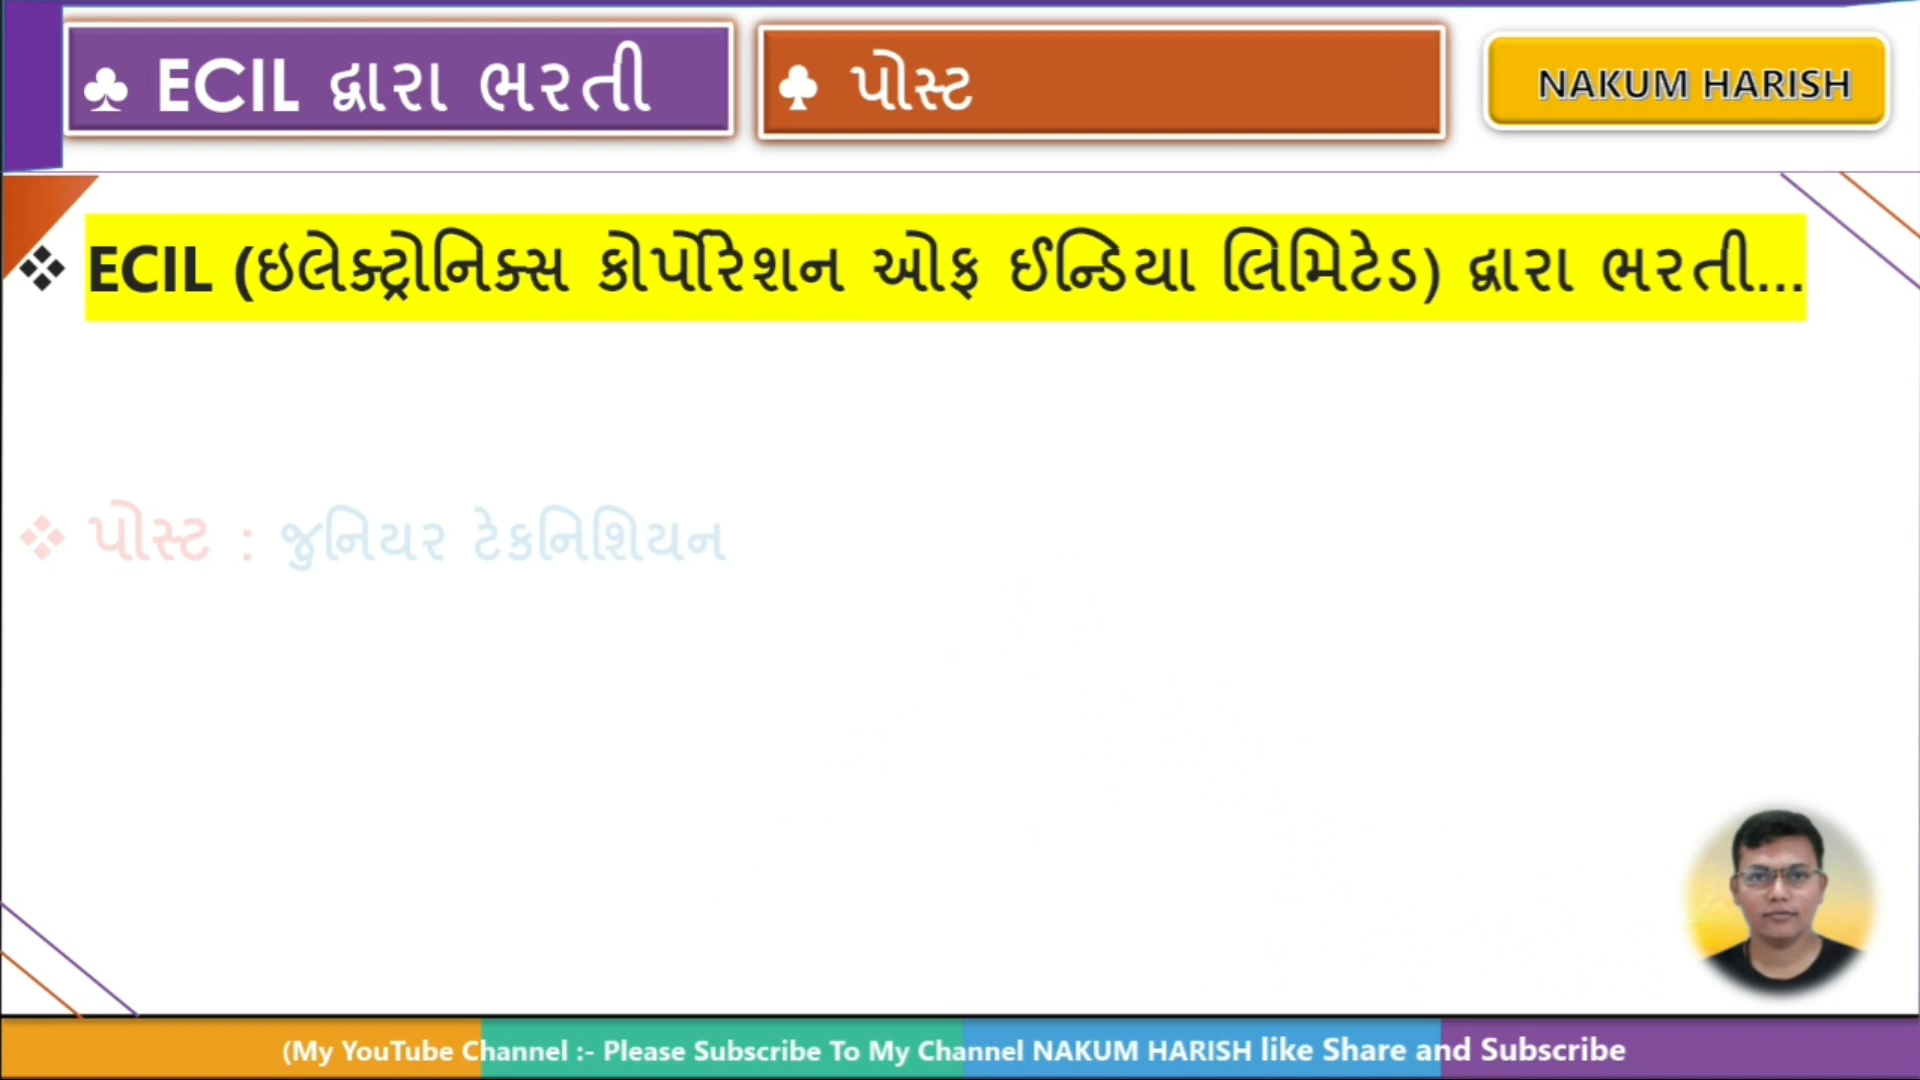 ♣ ECIL દ્વારા ભરતી
♣ પોસ્ટ
NAKUM HARISH
❖ ECIL (ઇલેક્ટ્રોનિક્સ કોર્પોરેશન ઓફ ઈન્ડિયા લિમિટેડ) દ્વારા ભરતી...
❖ પોસ્ટ : જુનિયર ટેકનિશિયન
(My YouTube Channel :- Please Subscribe To My Channel NAKUM HARISH like Share and Subscribe